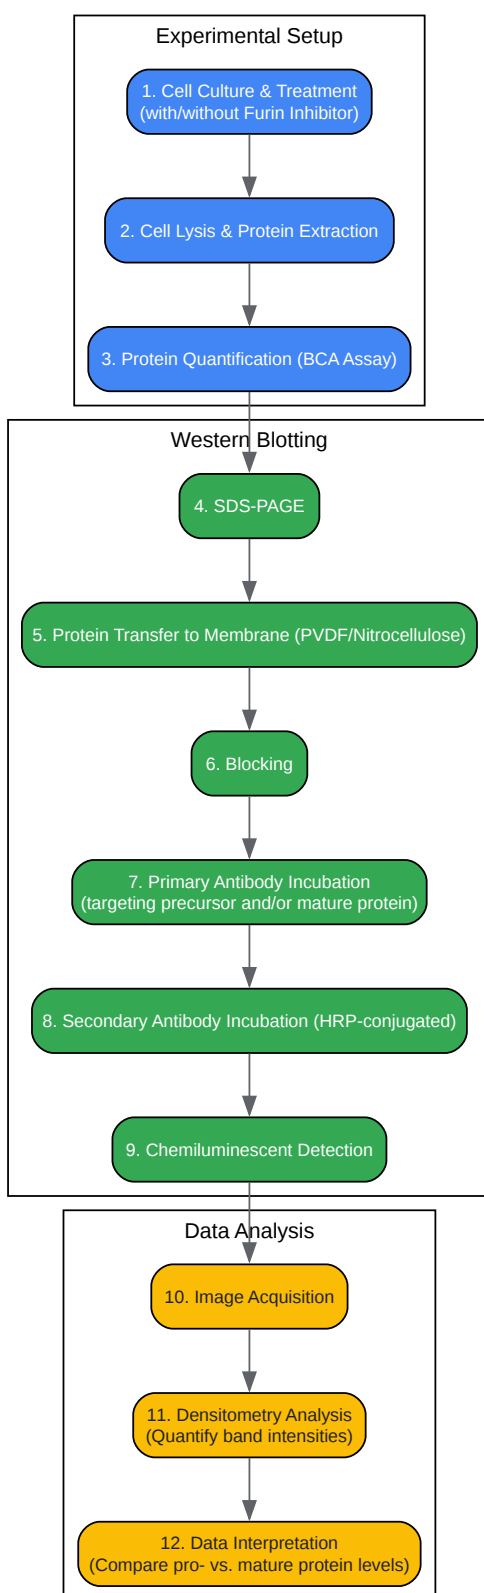 Experimental Setup
1. Cell Culture & Treatment
(with/without Furin Inhibitor)
2. Cell Lysis & Protein Extraction
3. Protein Quantification (BCA Assay)
Western Blotting
4. SDS-PAGE
5. Protein Transfer to Membrane (PVDF/Nitrocellulose)
6. Blocking
7. Primary Antibody Incubation
(targeting precursor and/or mature protein)
8. Secondary Antibody Incubation (HRP-conjugated)
9. Chemiluminescent Detection
Data Analysis
10. Image Acquisition
11. Densitometry Analysis
(Quantify band intensities)
12. Data Interpretation
(Compare pro- vs. mature protein levels)